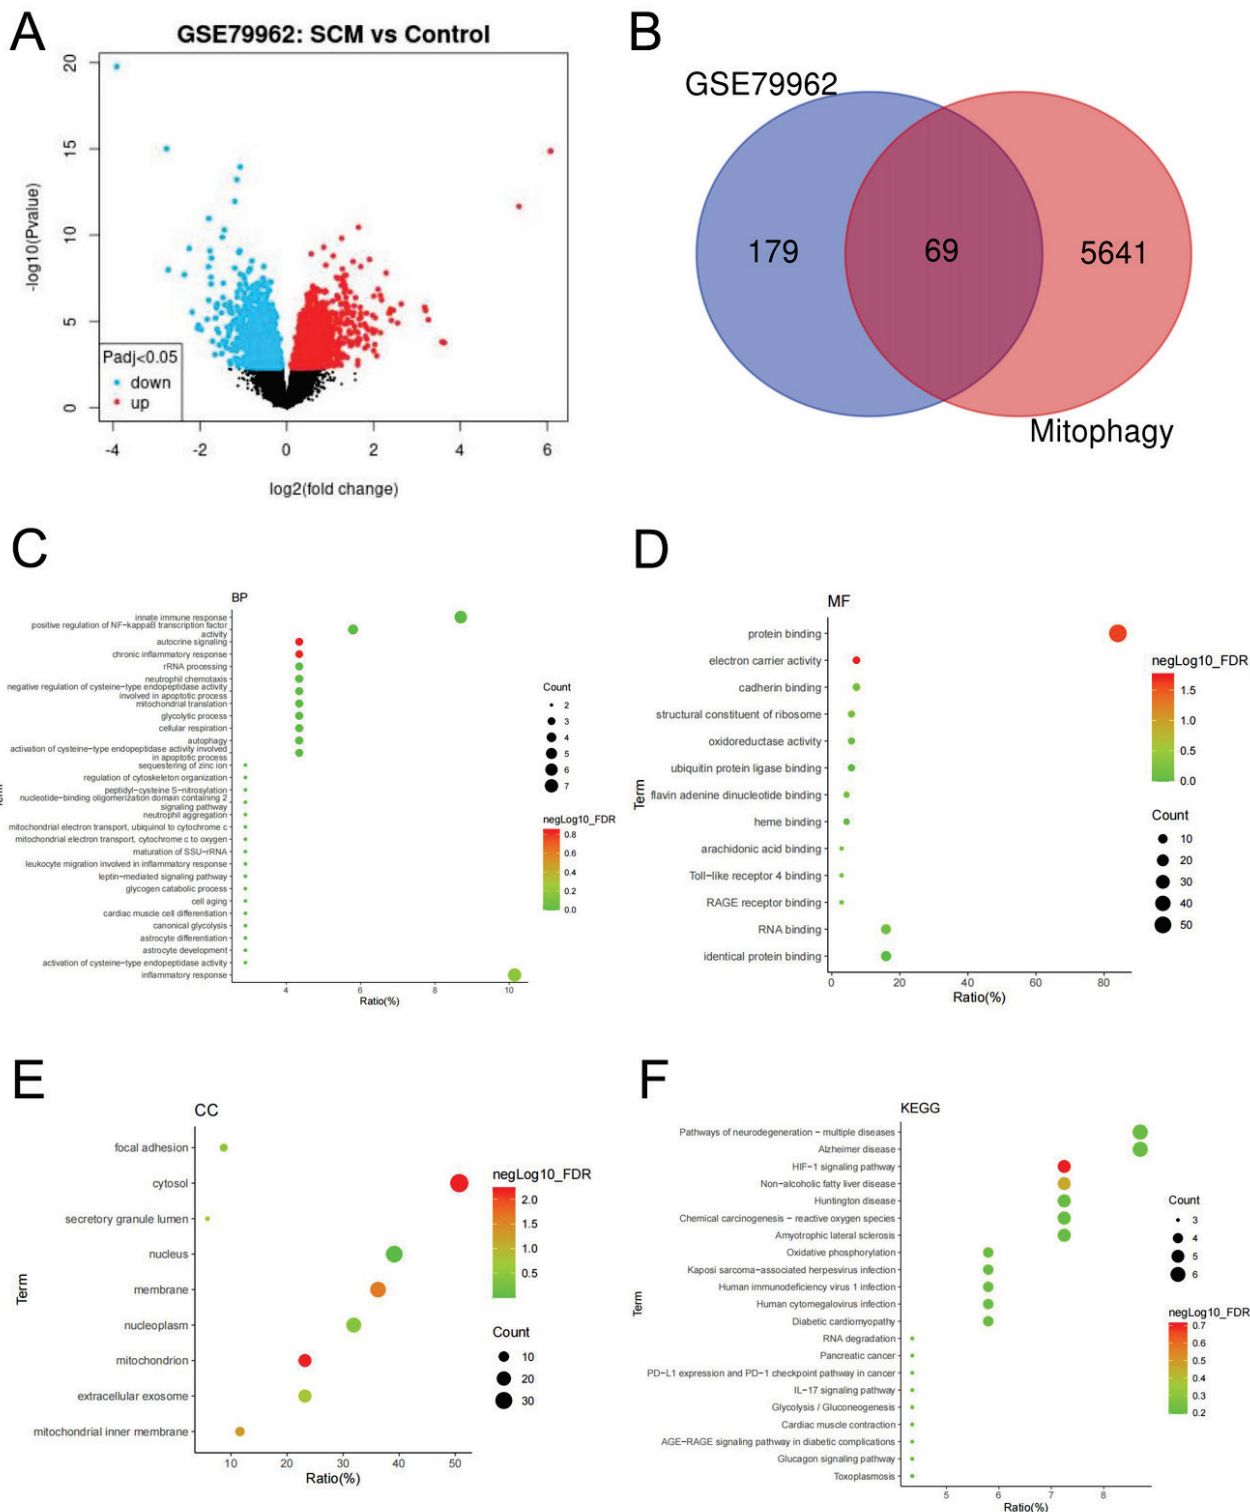 A
GSE79962: SCM vs Control
20
15
10
5
0
-log10(Pvalue)
Padj<0.05
down
up
-4
-2
0
2
4
6
log2(fold change)
B
GSE79962
179
69
5641
Mitophagy
C
BP
innate immune response
positive regulation of NF−kappaB transcription factor
activity
autocrine signaling
chronic inflammatory response
rRNA processing
neutrophil chemotaxis
negative regulation of cysteine−type endopeptidase activity
involved in apoptotic process
mitochondrial translation
glycolytic process
cellular respiration
autophagy
activation of cysteine−type endopeptidase activity involved
in apoptotic process
sequestering of zinc ion
regulation of cytoskeleton organization
peptidyl−cysteine S−nitrosylation
nucleotide−binding oligomerization domain containing 2
signaling pathway
neutrophil aggregation
mitochondrial electron transport, ubiquinol to cytochrome c
mitochondrial electron transport, cytochrome c to oxygen
maturation of SSU−rRNA
leukocyte migration involved in inflammatory response
leptin−mediated signaling pathway
glycogen catabolic process
cell aging
cardiac muscle cell differentiation
canonical glycolysis
astrocyte differentiation
astrocyte development
activation of cysteine−type endopeptidase activity
inflammatory response
4
6
8
10
Ratio(%)
Count
2
3
4
5
6
7
negLog10_FDR
0.8
0.6
0.4
0.2
0.0
D
MF
Term
protein binding
electron carrier activity
cadherin binding
structural constituent of ribosome
oxidoreductase activity
ubiquitin protein ligase binding
flavin adenine dinucleotide binding
heme binding
arachidonic acid binding
Toll−like receptor 4 binding
RAGE receptor binding
RNA binding
identical protein binding
0
20
40
60
80
Ratio(%)
negLog10_FDR
1.5
1.0
0.5
0.0
Count
10
20
30
40
50
E
CC
Term
focal adhesion
cytosol
secretory granule lumen
nucleus
membrane
nucleoplasm
mitochondrion
extracellular exosome
mitochondrial inner membrane
10
20
30
40
50
Ratio(%)
negLog10_FDR
2.0
1.5
1.0
0.5
Count
10
20
30
F
KEGG
Term
Pathways of neurodegeneration − multiple diseases
Alzheimer disease
HIF−1 signaling pathway
Non−alcoholic fatty liver disease
Huntington disease
Chemical carcinogenesis − reactive oxygen species
Amyotrophic lateral sclerosis
Oxidative phosphorylation
Kaposi sarcoma−associated herpesvirus infection
Human immunodeficiency virus 1 infection
Human cytomegalovirus infection
Diabetic cardiomyopathy
RNA degradation
Pancreatic cancer
PD−L1 expression and PD−1 checkpoint pathway in cancer
IL−17 signaling pathway
Glycolysis / Gluconeogenesis
Cardiac muscle contraction
AGE−RAGE signaling pathway in diabetic complications
Glucagon signaling pathway
Toxoplasmosis
5
6
7
8
Ratio(%)
Count
3
4
5
6
negLog10_FDR
0.7
0.6
0.5
0.4
0.3
0.2